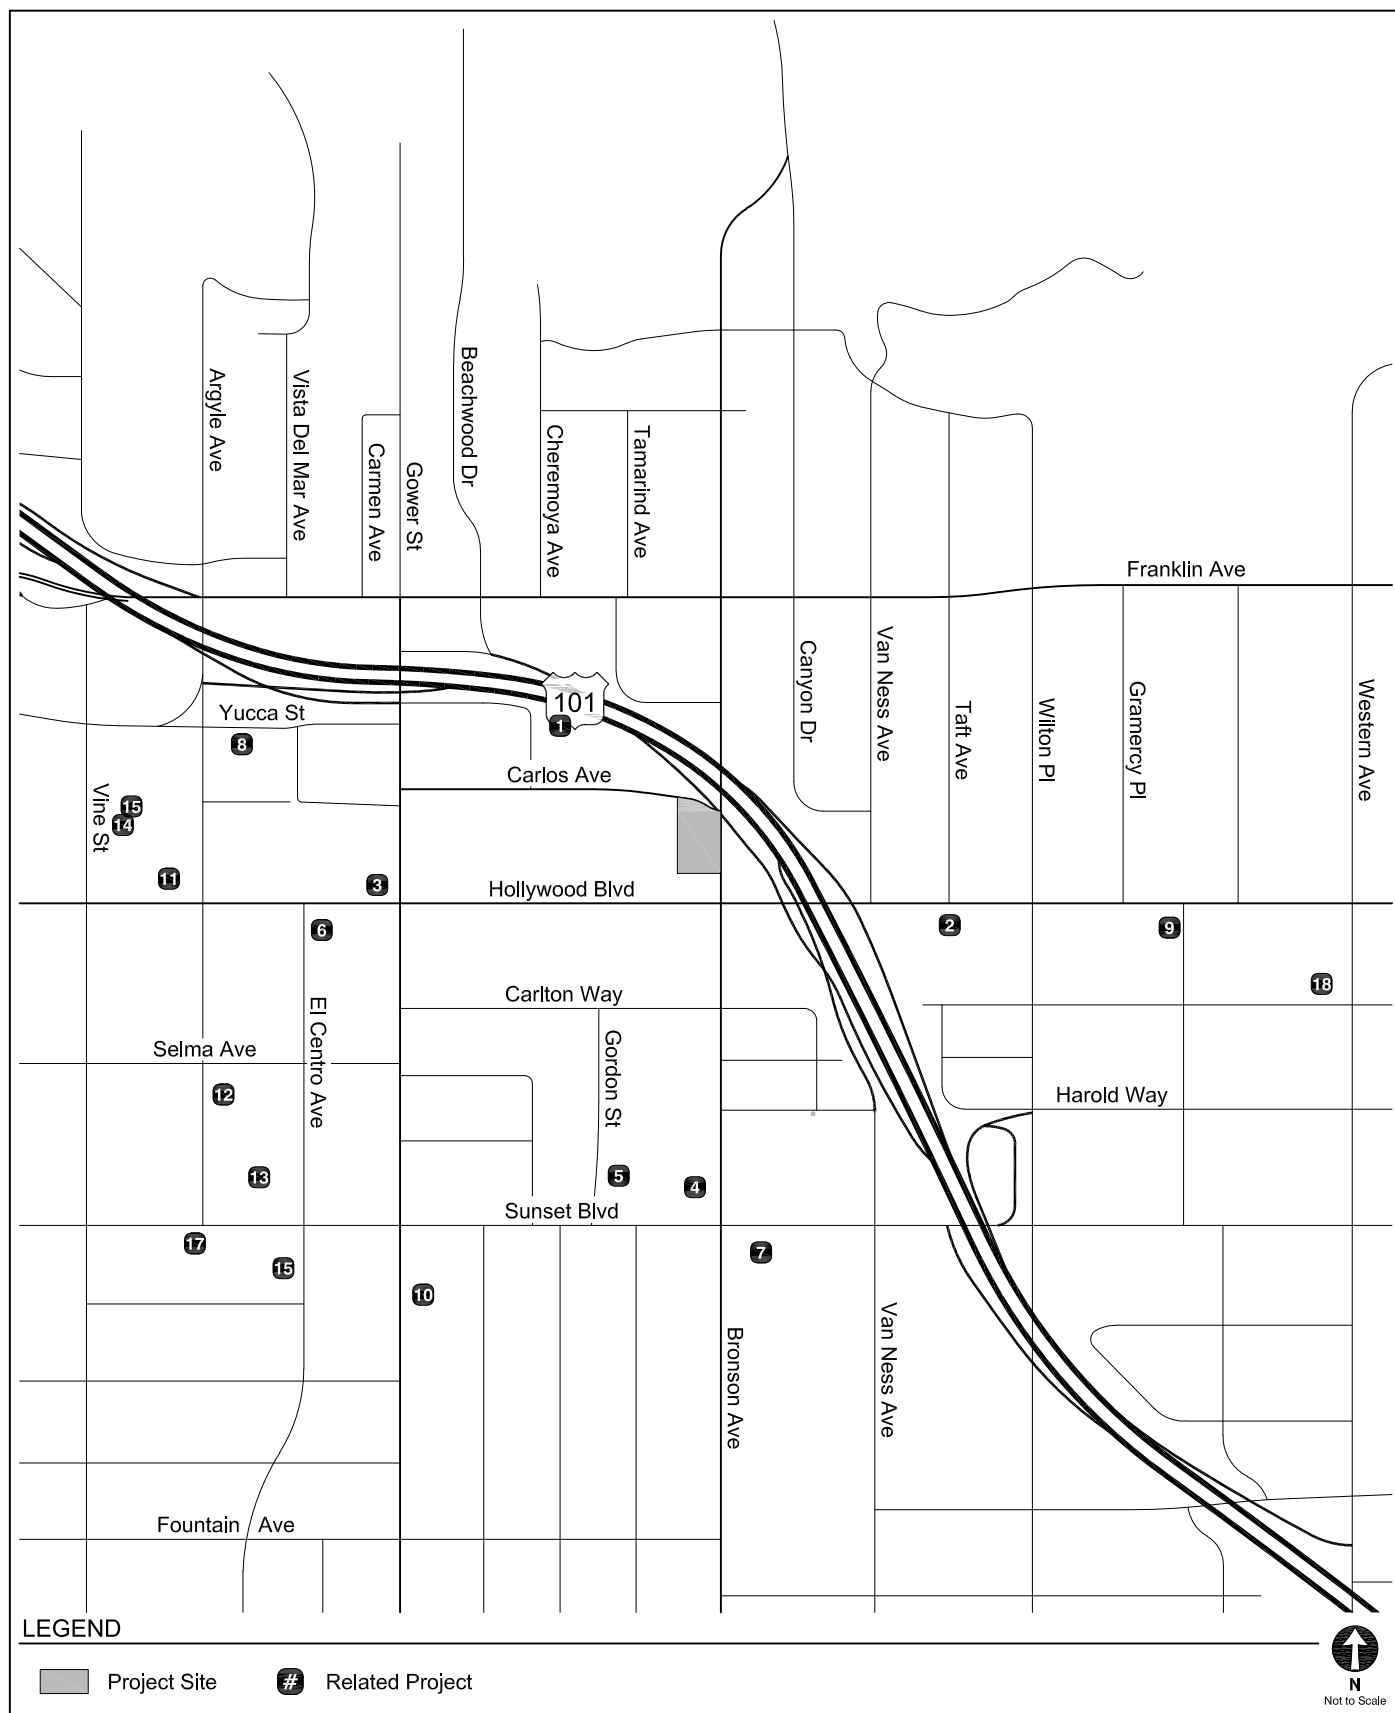 Argyle Ave
Vista Del Mar Ave
Carmen Ave
Gower St
Beachwood Dr
Cheremoya Ave
Tamarind Ave
Franklin Ave
Canyon Dr
Van Ness Ave
Taft Ave
Wilton Pl
Gramercy Pl
Western Ave
101
1
Yucca St
8
Carlos Ave
Vine St
15
14
11
3
Hollywood Blvd
6
2
9
18
Carlton Way
El Centro Ave
Selma Ave
Gordon St
12
Harold Way
13
5
4
Sunset Blvd
17
15
7
10
Bronson Ave
Van Ness Ave
Fountain Ave
LEGEND
Project Site
# Related Project
N
Not to Scale